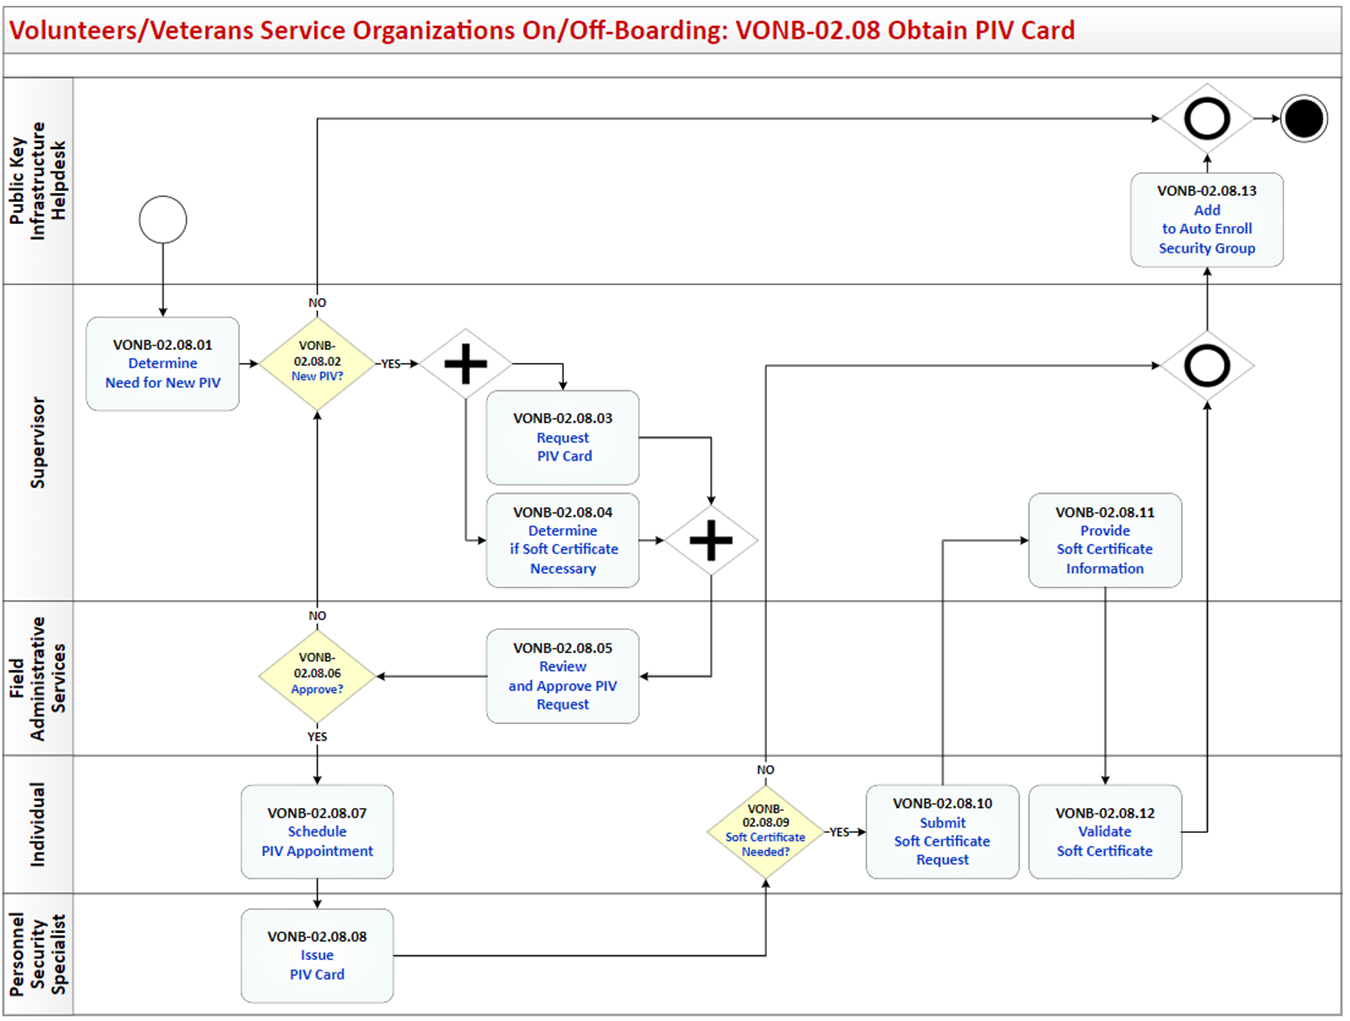 Volunteers/Veterans Service Organizations On/Off-Boarding: VONB-02.08 Obtain PIV Card
Public Key
Infrastructure
Helpdesk
VONB-02.08.13
Add
to Auto Enroll
Security Group
Supervisor
VONB-02.08.01
Determine
Need for New PIV
NO
VONB-
02.08.02
New PIV?
YES
VONB-02.08.03
Request
PIV Card
VONB-02.08.04
Determine
if Soft Certificate
Necessary
VONB-02.08.11
Provide
Soft Certificate
Information
Field
Administrative
Services
NO
VONB-
02.08.06
Approve?
YES
VONB-02.08.05
Review
and Approve PIV
Request
Individual
VONB-02.08.07
Schedule
PIV Appointment
NO
VONB-
02.08.09
Soft Certificate
Needed?
YES
VONB-02.08.10
Submit
Soft Certificate
Request
VONB-02.08.12
Validate
Soft Certificate
Personnel
Security
Specialist
VONB-02.08.08
Issue
PIV Card